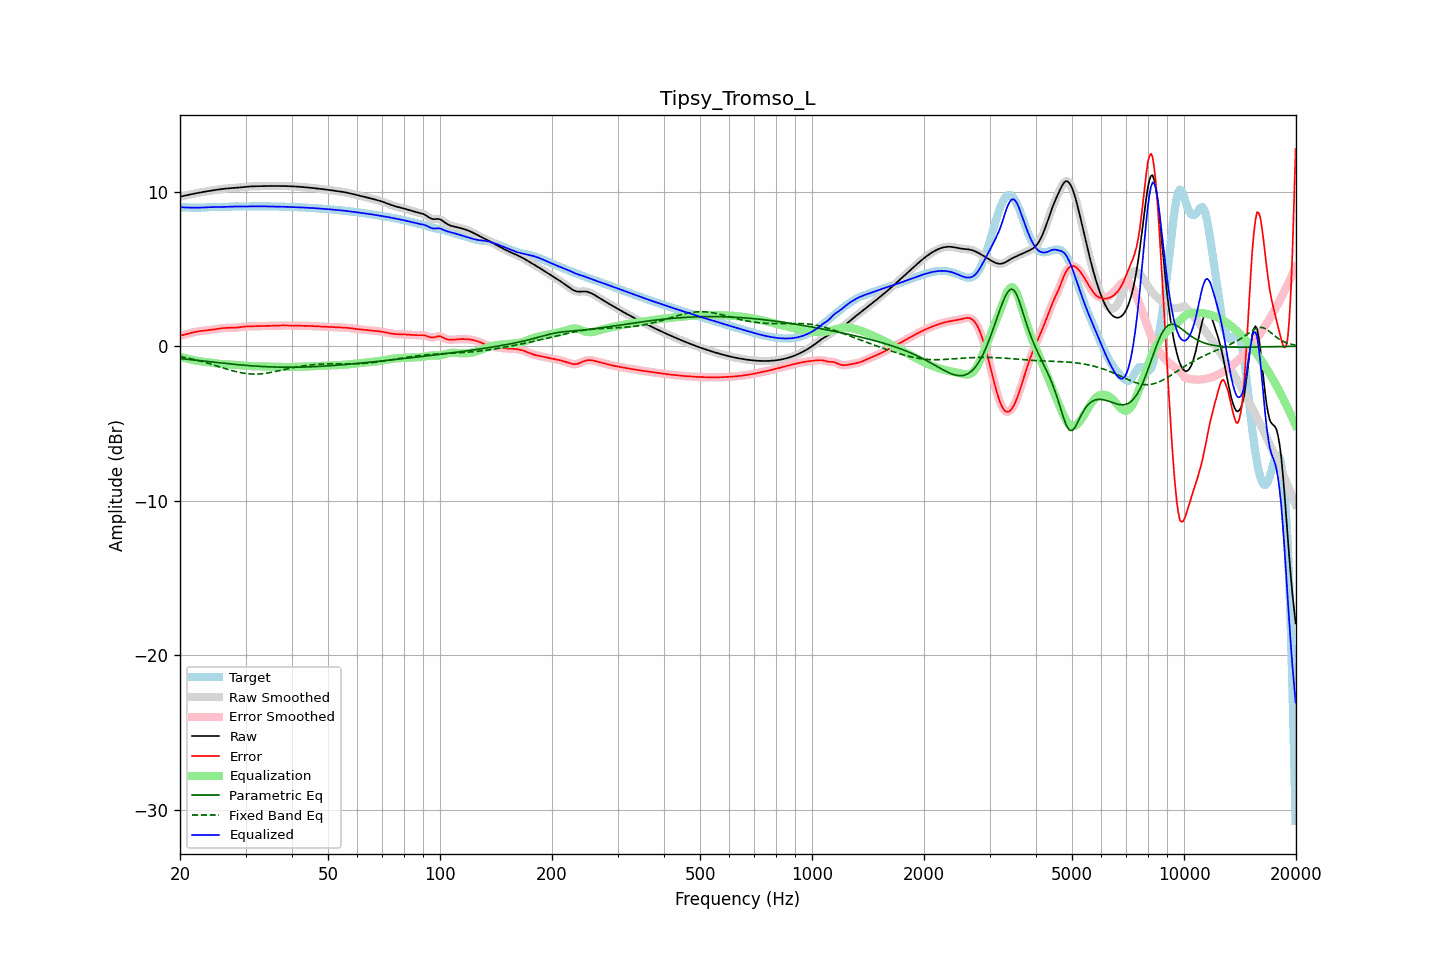 Tipsy_Tromso_L
Amplitude (dBr)
10
0
−10
−20
−30
Target
Raw Smoothed
Error Smoothed
Raw
Error
Equalization
Parametric Eq
Fixed Band Eq
Equalized
20 50 100 200 500 1000 2000 5000 10000 20000
Frequency (Hz)